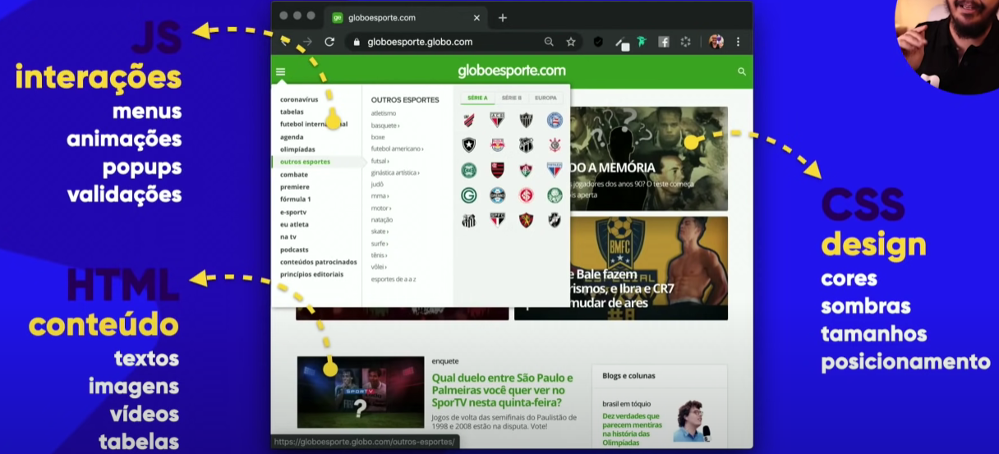 JS
interações
menus
animações
popups
validações
HTML
conteúdo
textos
imagens
vídeos
tabelas
ge globoesporte.com
globoesporte.globo.com
globoesporte.com
coronavírus
tabelas
futebol internacional
agenda
olimpíadas
outros esportes
combate
premiere
fórmula 1
e-sportv
eu atleta
na tv
podcasts
conteúdos patrocinados
princípios editoriais
OUTROS ESPORTES
atletismo
basquete ›
boxe
futebol americano ›
futsal ›
ginástica artística ›
judô
mma ›
motor ›
natação
skate ›
surfe ›
tênis ›
vôlei ›
esportes de a a z
SÉRIE A
SÉRIE B
EUROPA
DO A MEMÓRIA
jogadores dos anos 90? O teste começa
aperta
BMFC
ESPECIAL
#8
e Bale fazem
rismos, e Ibra e CR7
mudar de ares
SPORTV
?
enquete
Qual duelo entre São Paulo e
Palmeiras você quer ver no
SporTV nesta quinta-feira?
Jogos de volta das semifinais do Paulistão de
1998 e 2008 estão na disputa. Vote!
Blogs e colunas
brasil em tóquio
Dez verdades que
parecem mentiras
na história das
Olimpíadas
https://globoesporte.globo.com/outros-esportes/
CSS
design
cores
sombras
tamanhos
posicionamento